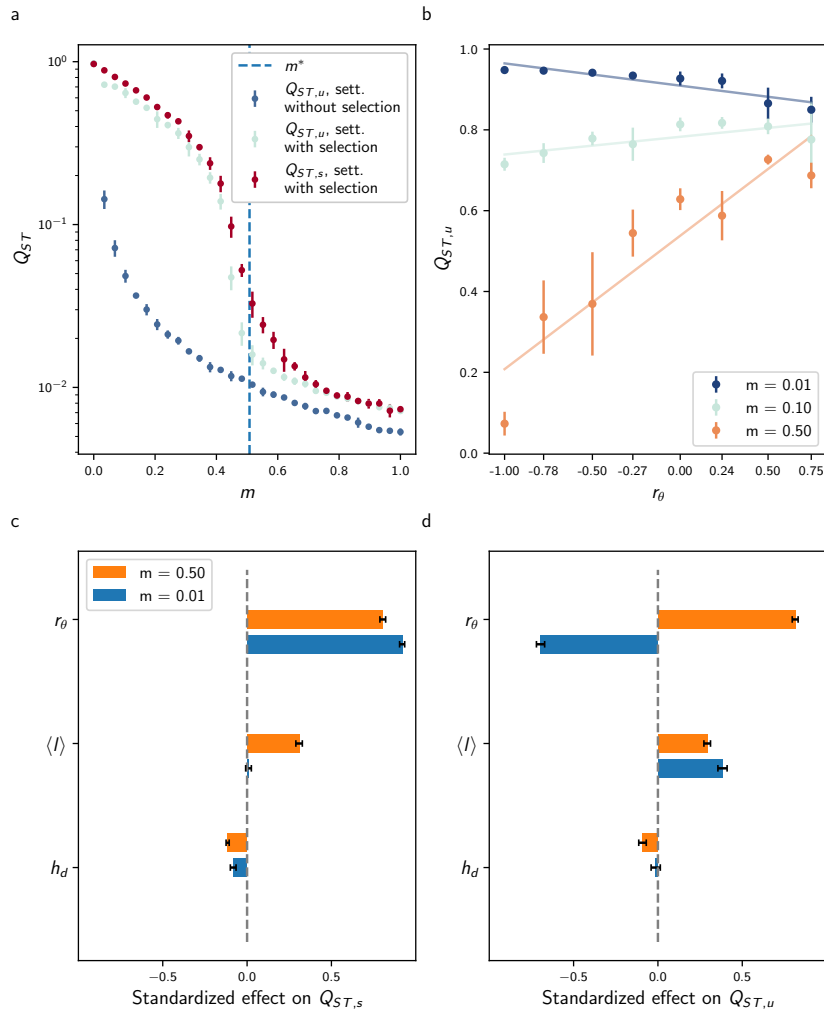 a
10⁰
10⁻¹
10⁻²
Q_ST
0.0 0.2 0.4 0.6 0.8 1.0
m
m*
Q_ST,u, sett.
without selection
Q_ST,u, sett.
with selection
Q_ST,s, sett.
with selection
b
1.0
0.8
0.6
0.4
0.2
0.0
Q_ST,u
-1.00 -0.78 -0.50 -0.27 0.00 0.24 0.50 0.75
r_θ
m = 0.01
m = 0.10
m = 0.50
c
m = 0.50
m = 0.01
r_θ
⟨l⟩
h_d
−0.5 0.0 0.5
Standardized effect on Q_ST,s
d
r_θ
⟨l⟩
h_d
−0.5 0.0 0.5
Standardized effect on Q_ST,u